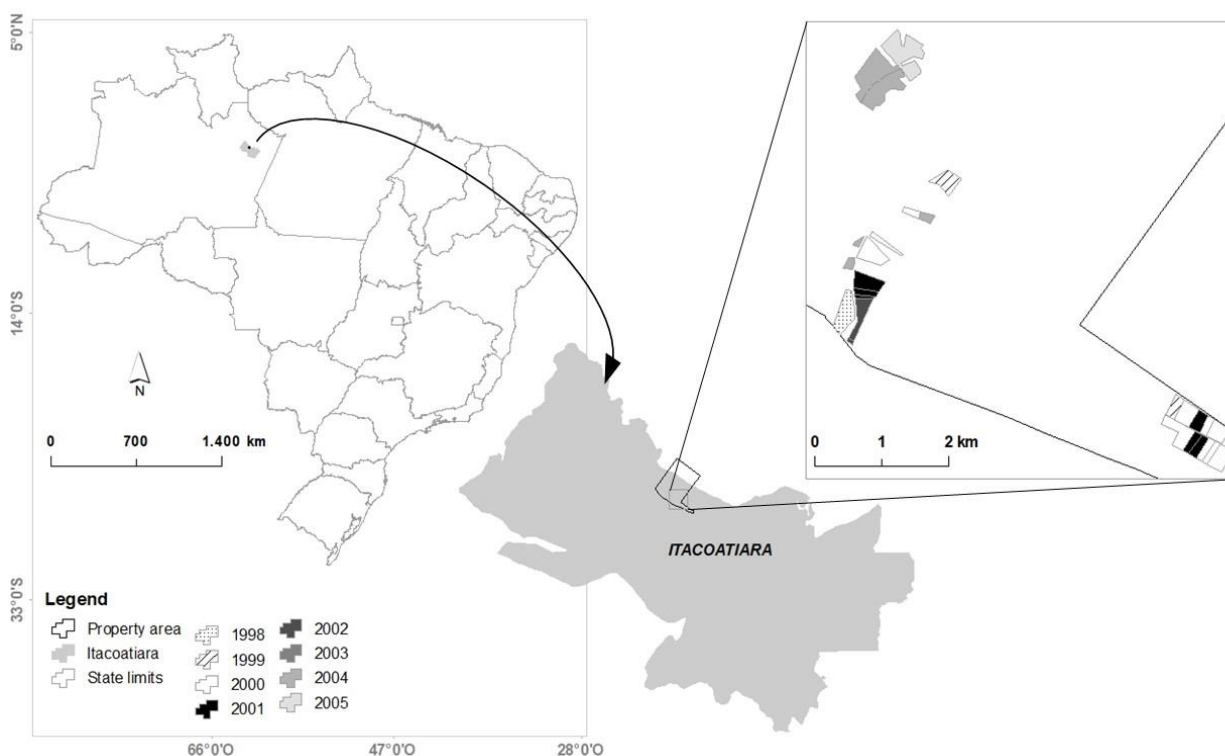 5°0'N
14°0'S
33°0'S
N
0 700 1.400 km
0 1 2 km
ITACOATIARA
Legend
Property area
Itacoatiara
State limits
1998
1999
2000
2001
2002
2003
2004
2005
66°0'O 47°0'O 28°0'O